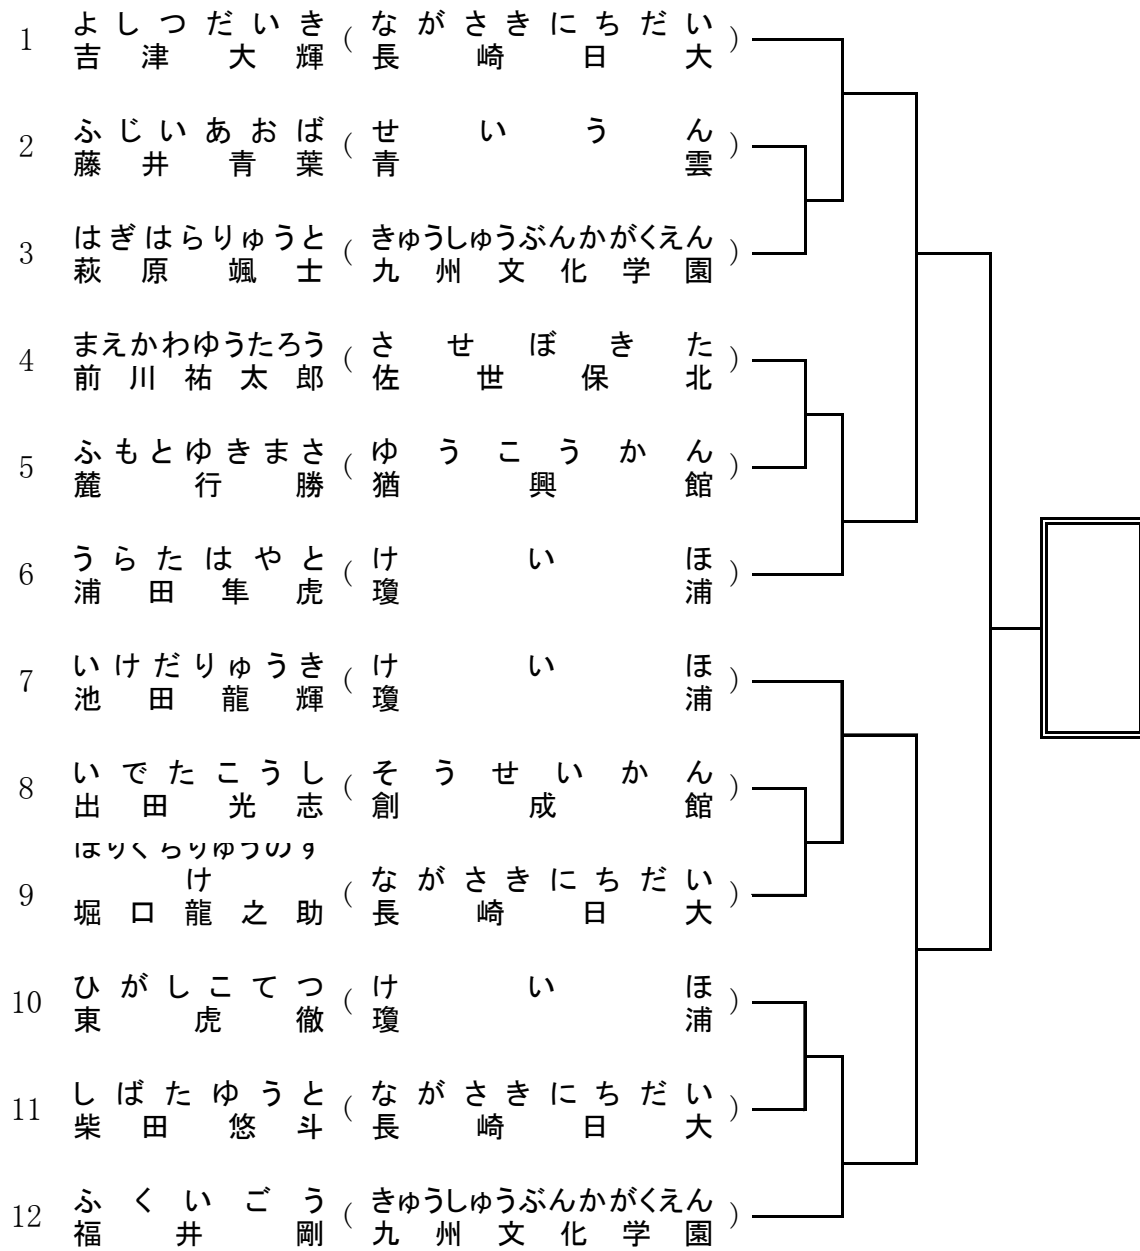 よしつだいき ( ながさきにちだい )
1 吉津大輝 長崎日大
ふじいあおば ( せいうん )
2 藤井青葉 青雲
はぎはらりゅうと ( きゅうしゅうぶんかがくえん )
3 萩原颯士 九州文化学園
まえかわゆうたろう ( させぼきた )
4 前川祐太郎 佐世保北
ふもとゆきまさ ( ゆうこうかん )
5 麓行勝 猶興館
うらたはやと ( けいほ )
6 浦田隼虎 瓊浦
いけだりゅうき ( けいほ )
7 池田龍輝 瓊浦
いでたこうし ( そうせいかん )
8 出田光志 創成館
ほりぐちりゅうのす
け ( ながさきにちだい )
9 堀口龍之助 長崎日大
ひがしこてつ ( けいほ )
10 東虎徹 瓊浦
しばたゆうと ( ながさきにちだい )
11 柴田悠斗 長崎日大
ふくいごう ( きゅうしゅうぶんかがくえん )
12 福井剛 九州文化学園